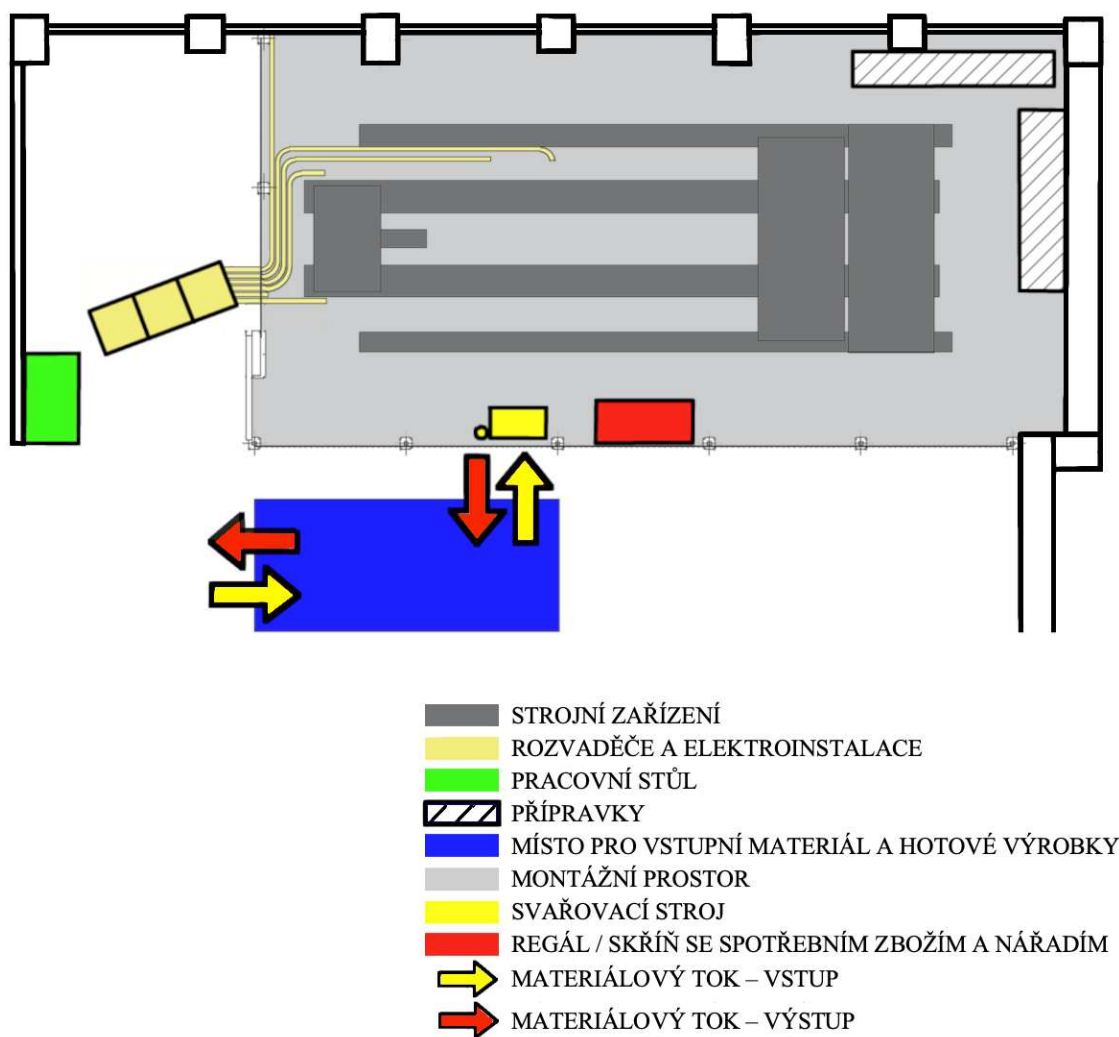 STROJNÍ ZAŘÍZENÍ
ROZVADĚČE A ELEKTROINSTALACE
PRACOVNÍ STŮL
PŘÍPRAVKY
MÍSTO PRO VSTUPNÍ MATERIÁL A HOTOVÉ VÝROBKY
MONTÁŽNÍ PROSTOR
SVAŘOVACÍ STROJ
REGÁL / SKŘÍŇ SE SPOTŘEBNÍM ZBOŽÍM A NÁŘADÍM
MATERIÁLOVÝ TOK – VSTUP
MATERIÁLOVÝ TOK – VÝSTUP